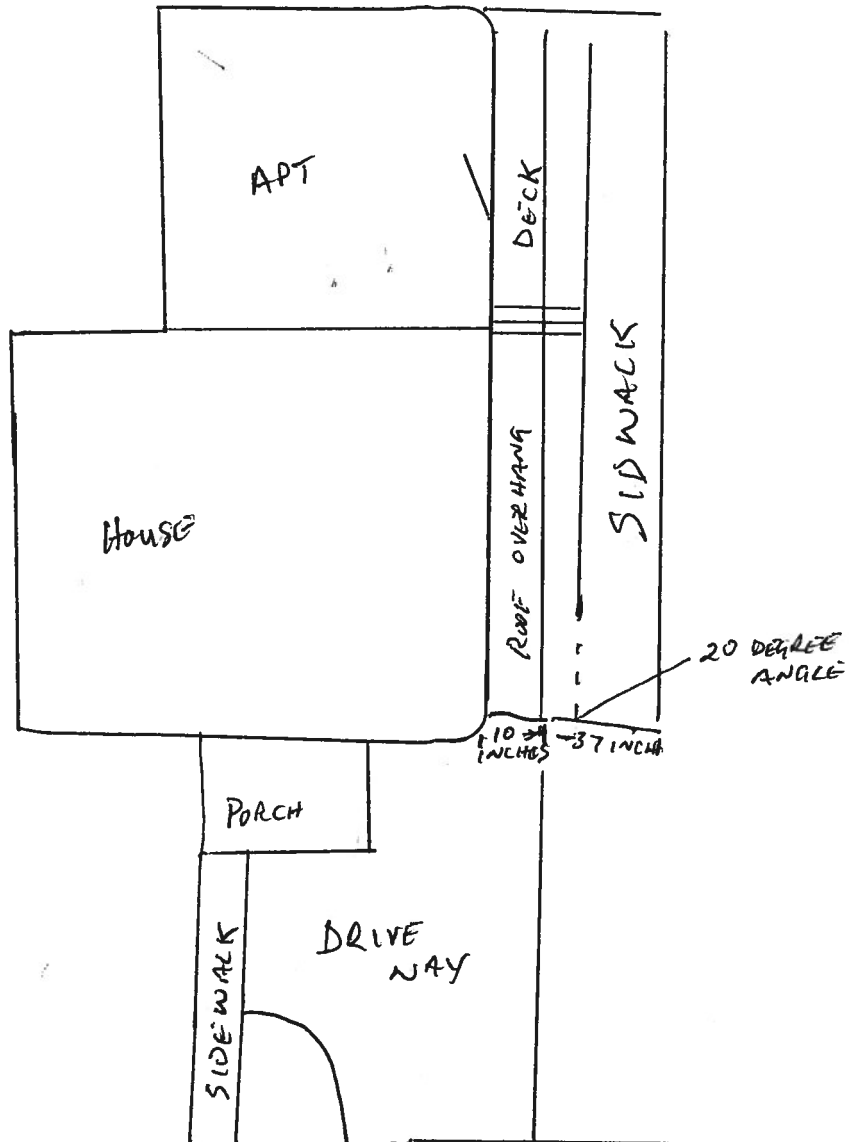 APT
DECK
SIDWALK
ROOF OVERHANG
HOUSE
20 DEGREE
ANGLE
10
INCHES
37 INCH
PORCH
DRIVE
WAY
SIDEWALK